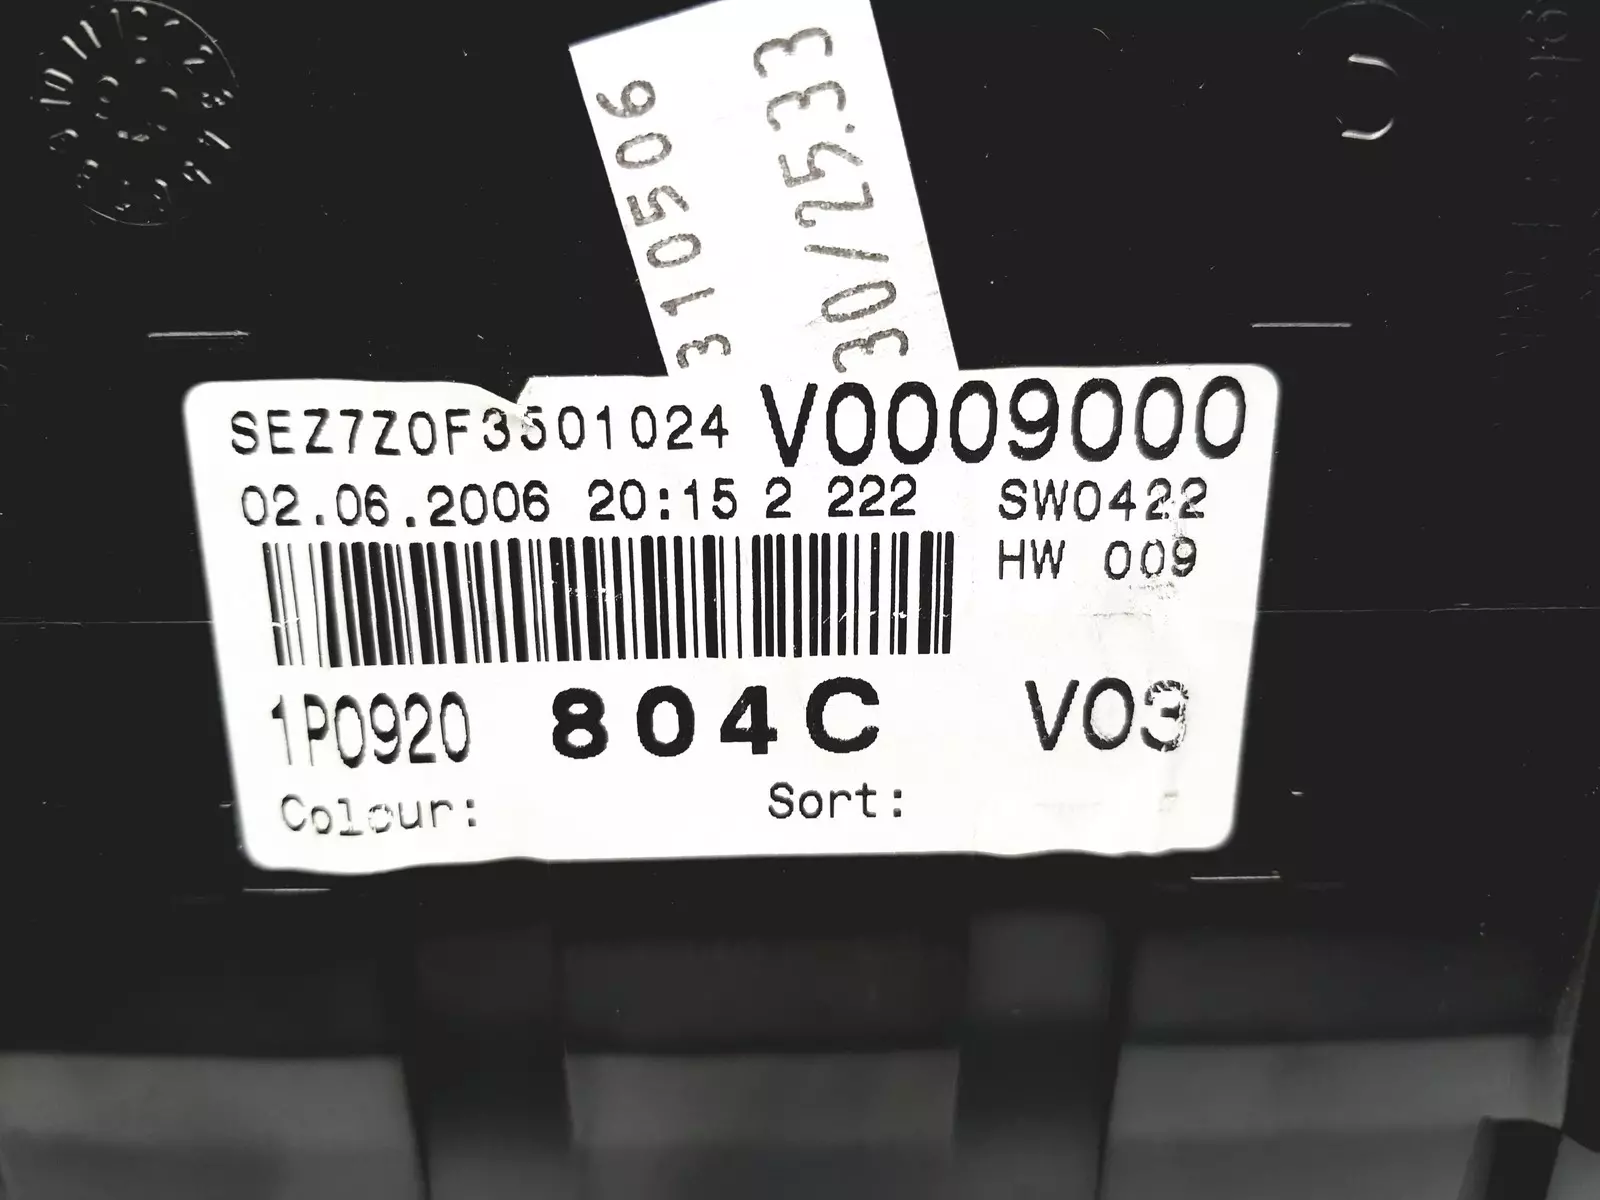 310506
30/25.33
SEZ7Z0F3501024 V0009000
02.06.2006 20:15 2 222 SW0422
HW 009
1P0920 804C V03
Colour: Sort: